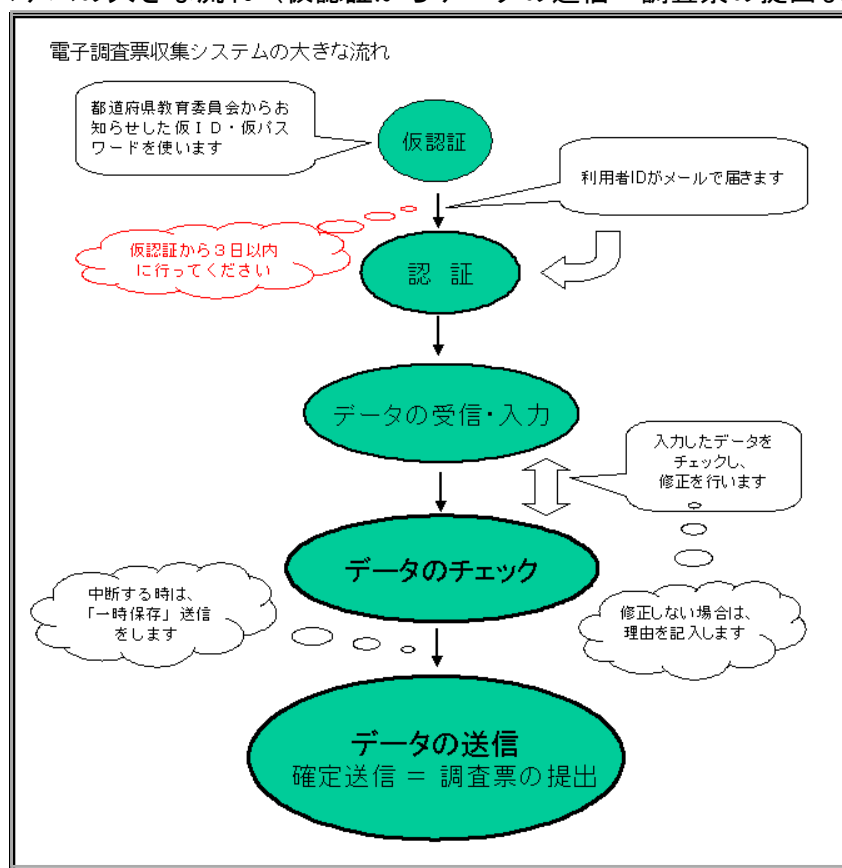 電子調査票収集システムの大きな流れ
都道府県教育委員会からお
知らせした仮ＩＤ・仮パス
ワードを使います
仮認証
利用者IDがメールで届きます
仮認証から３日以内
に行ってください
認　証
データの受信・入力
入力したデータを
チェックし、
修正を行います
データのチェック
中断する時は、
「一時保存」送信
をします
修正しない場合は、
理由を記入します
データの送信
確定送信 ＝ 調査票の提出